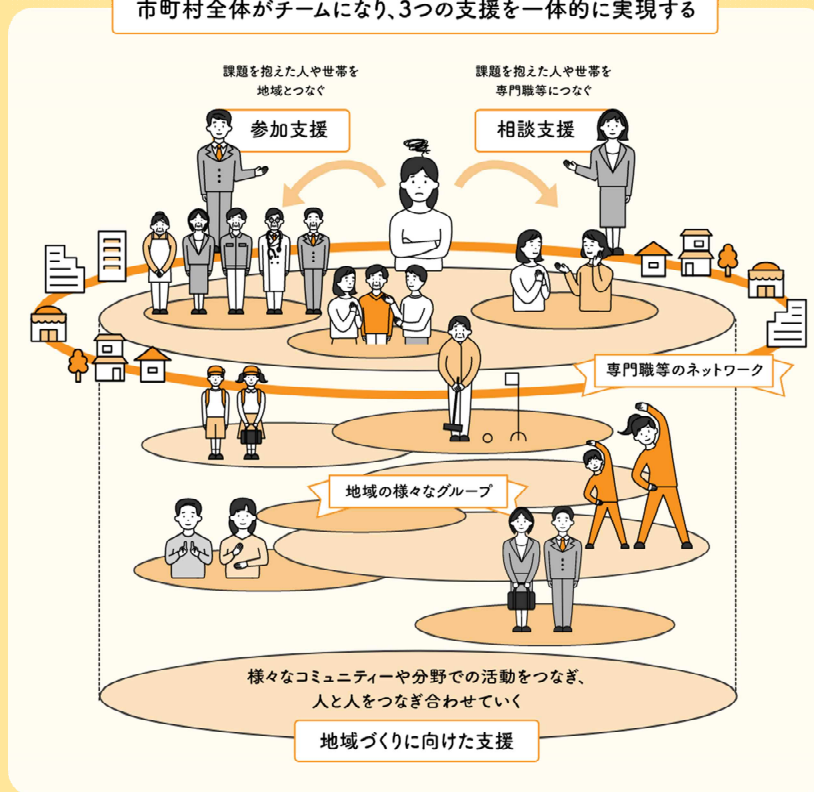 市町村全体がチームになり、3つの支援を一体的に実現する
課題を抱えた人や世帯を
地域とつなぐ
参加支援
課題を抱えた人や世帯を
専門職等につなぐ
相談支援
専門職等のネットワーク
地域の様々なグループ
様々なコミュニティーや分野での活動をつなぎ、
人と人をつなぎ合わせていく
地域づくりに向けた支援